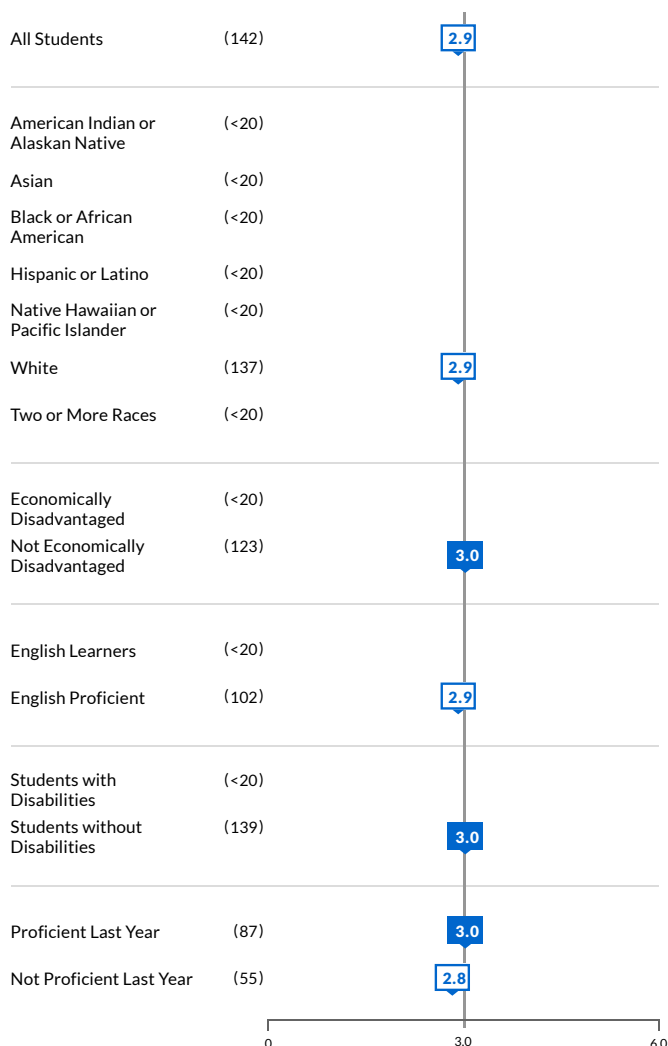 All Students (142) 2.9
American Indian or (<20)
Alaskan Native
Asian (<20)
Black or African (<20)
American
Hispanic or Latino (<20)
Native Hawaiian or (<20)
Pacific Islander
White (137) 2.9
Two or More Races (<20)
Economically (<20)
Disadvantaged
Not Economically (123) 3.0
Disadvantaged
English Learners (<20)
English Proficient (102) 2.9
Students with (<20)
Disabilities
Students without (139) 3.0
Disabilities
Proficient Last Year (87) 3.0
Not Proficient Last Year (55) 2.8
0 3.0 6.0